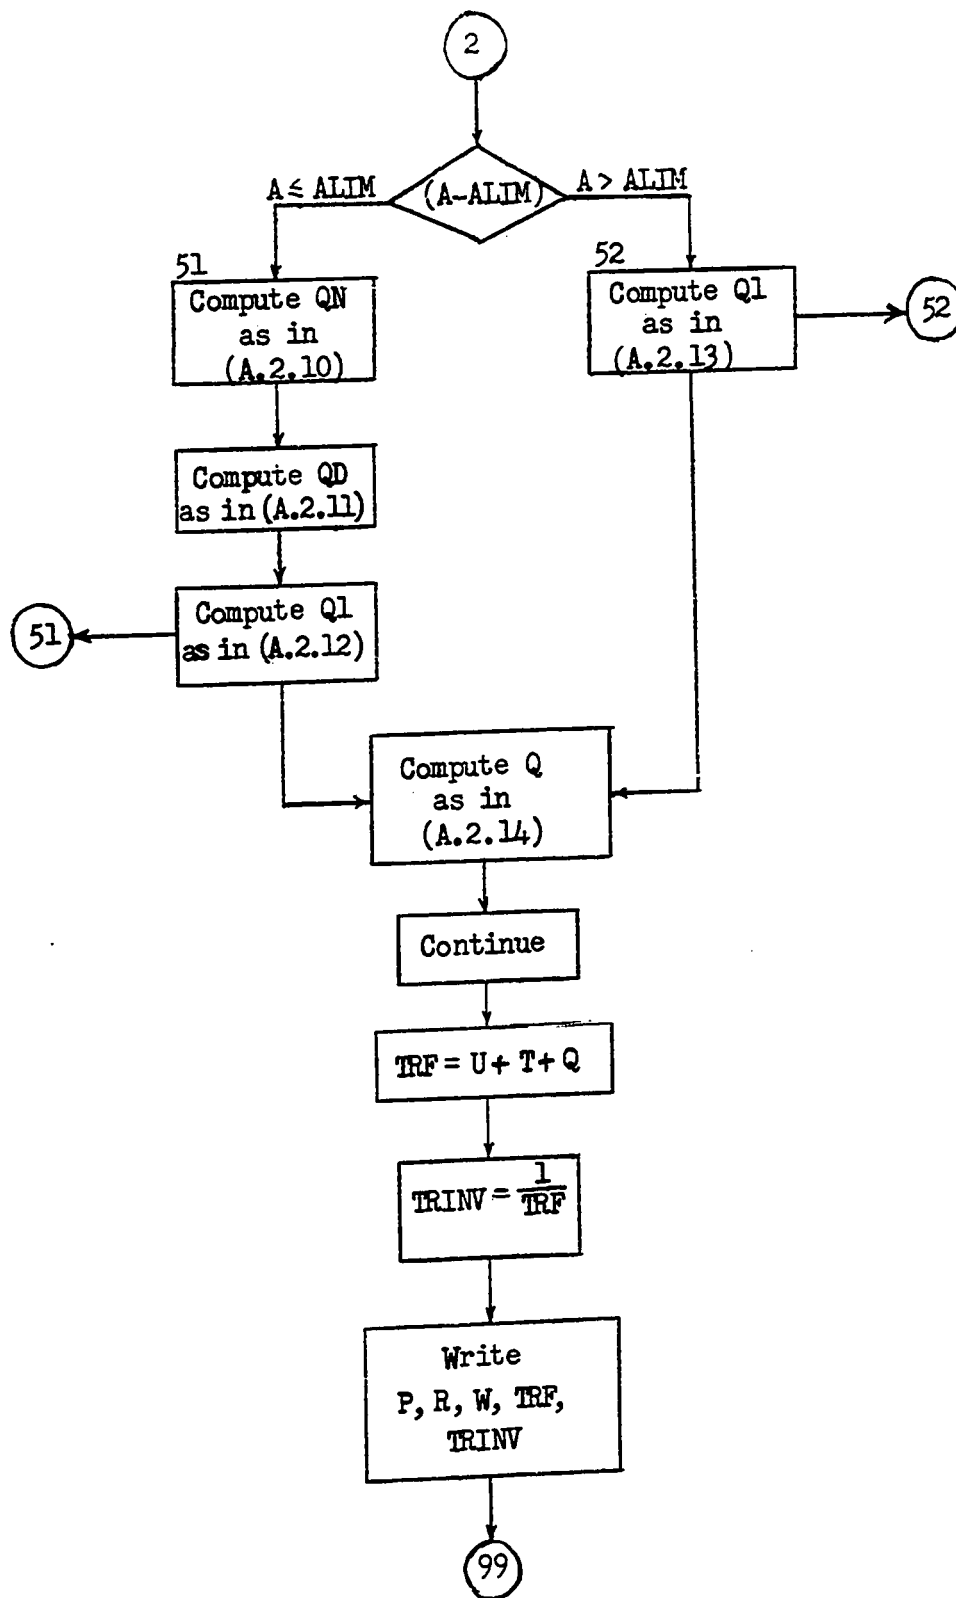 2
A ≤ ALIM
(A-ALIM)
A > ALIM
51
Compute QN
as in
(A.2.10)
52
Compute Q1
as in
(A.2.13)
52
Compute QD
as in (A.2.11)
Compute Q1
as in (A.2.12)
51
Compute Q
as in
(A.2.14)
Continue
TRF = U + T + Q
TRINV = 1/TRF
Write
P, R, W, TRF,
TRINV
99